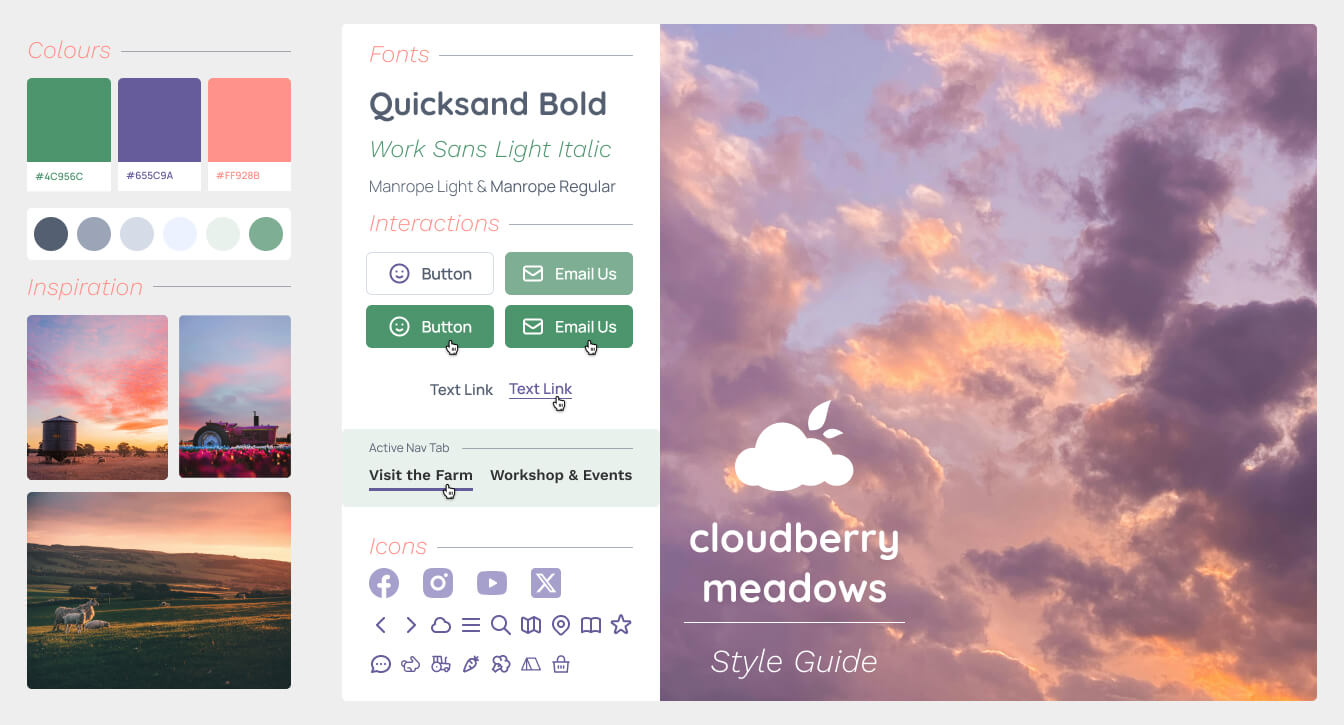 Colours
#4C956C
#655C9A
#FF928B
Inspiration
Fonts
Quicksand Bold
Work Sans Light Italic
Manrope Light & Manrope Regular
Interactions
Button
Email Us
Button
Email Us
Text Link
Text Link
Active Nav Tab
Visit the Farm
Workshop & Events
Icons
cloudberry
meadows
Style Guide